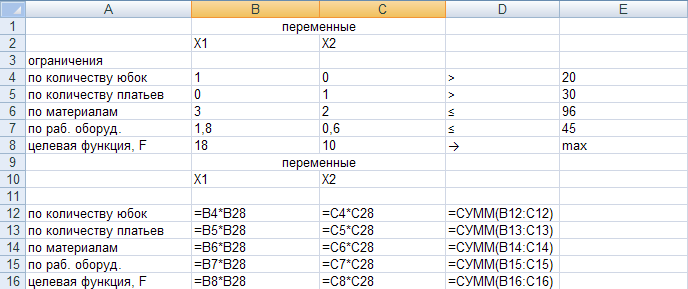 A B C D E
1 переменные
2 X1 X2
3 ограничения
4 по количеству юбок 1 0 > 20
5 по количеству платьев 0 1 > 30
6 по материалам 3 2 ≤ 96
7 по раб. оборуд. 1,8 0,6 ≤ 45
8 целевая функция, F 18 10 → max
9 переменные
10 X1 X2
11
12 по количеству юбок =B4*B28 =C4*C28 =СУММ(B12:C12)
13 по количеству платьев =B5*B28 =C5*C28 =СУММ(B13:C13)
14 по материалам =B6*B28 =C6*C28 =СУММ(B14:C14)
15 по раб. оборуд. =B7*B28 =C7*C28 =СУММ(B15:C15)
16 целевая функция, F =B8*B28 =C8*C28 =СУММ(B16:C16)